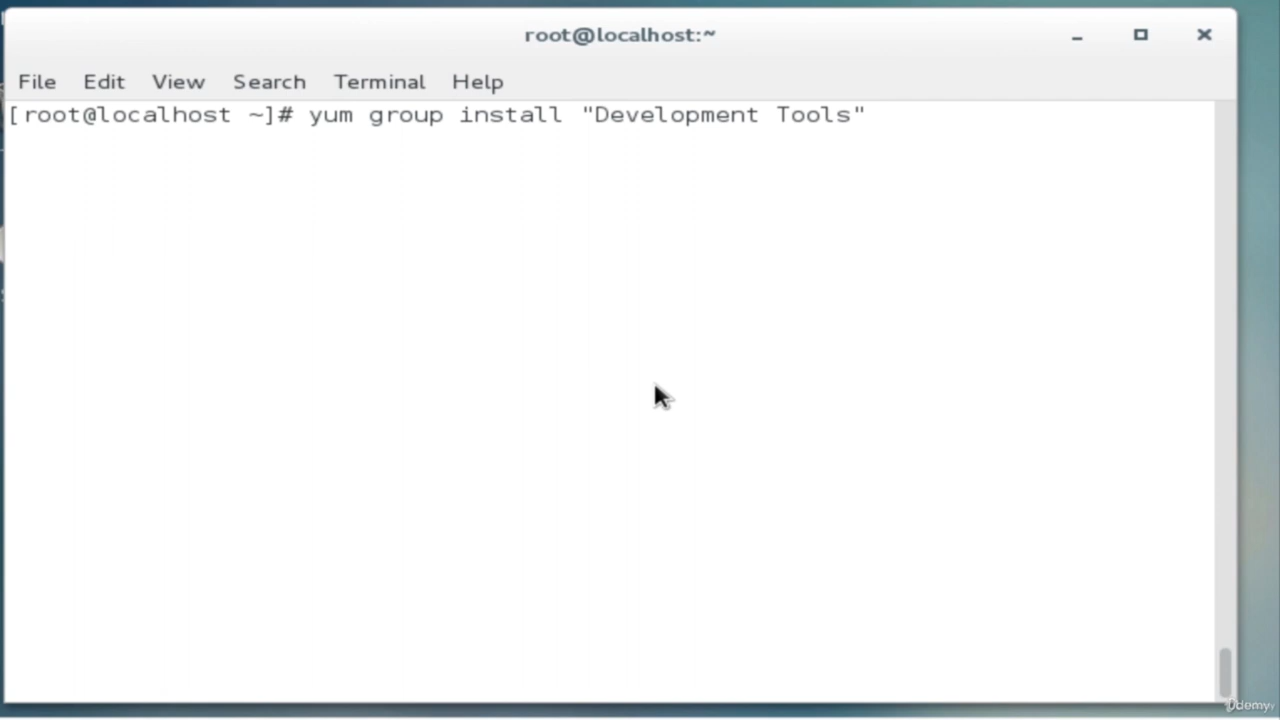 root@localhost:~
File Edit View Search Terminal Help
[root@localhost ~]# yum group install "Development Tools"
Udemy